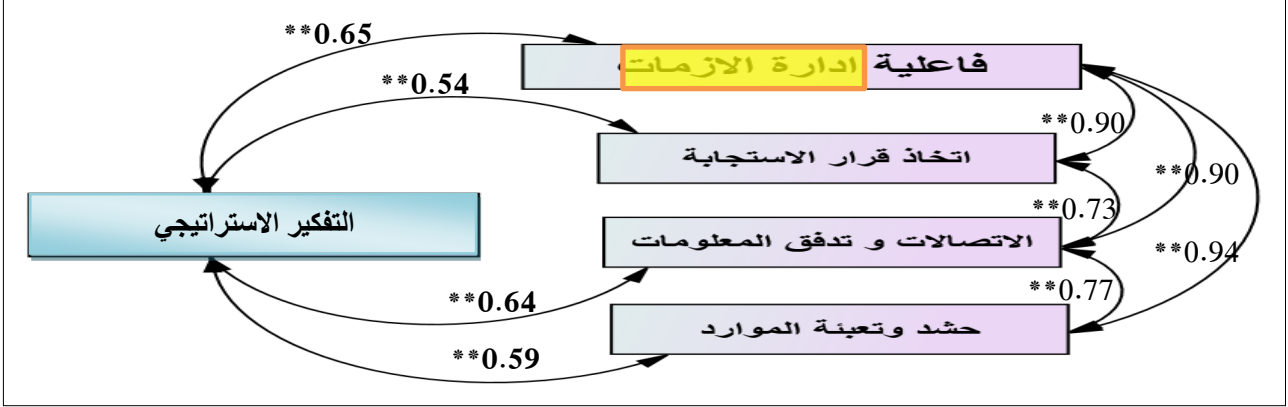 **0.65
فاعلية ادارة الازمات
**0.54
**0.90
اتخاذ قرار الاستجابة
**0.90
التفكير الاستراتيجي
**0.73
الاتصالات و تدفق المعلومات
**0.94
**0.64
**0.77
حشد وتعبئة الموارد
**0.59